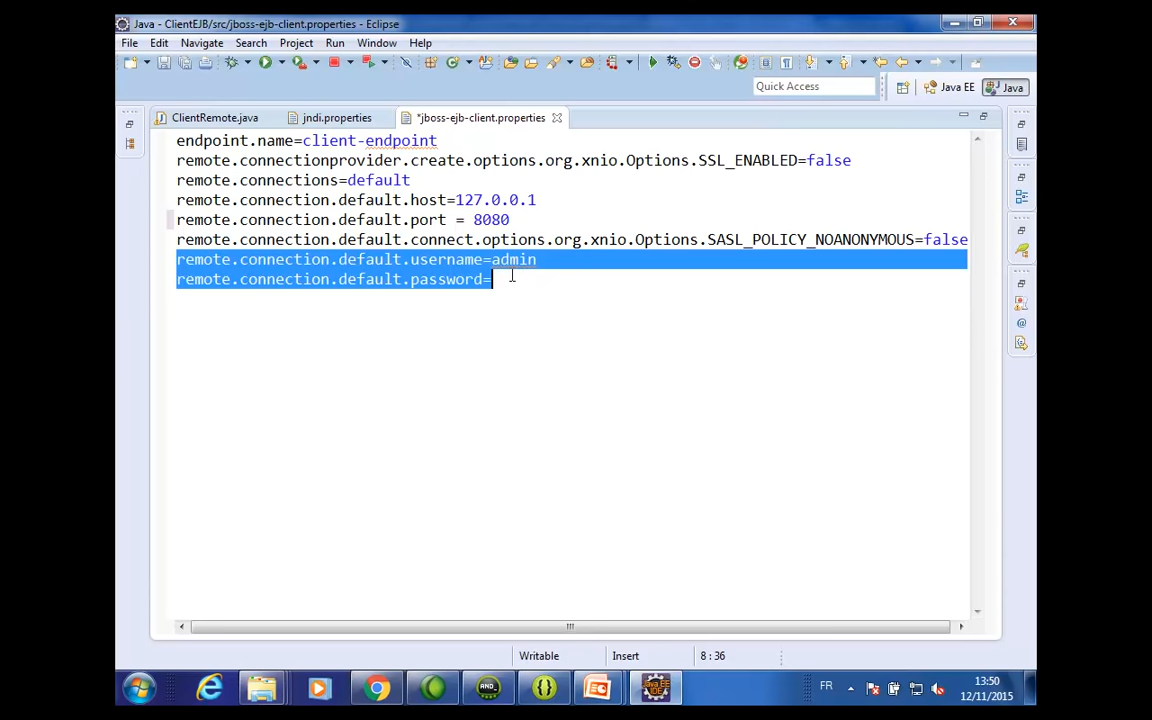 Java - ClientEJB/src/jboss-ejb-client.properties - Eclipse
File Edit Navigate Search Project Run Window Help
Quick Access
Java EE
Java
ClientRemote.java
jndi.properties
*jboss-ejb-client.properties
endpoint.name=client-endpoint
remote.connectionprovider.create.options.org.xnio.Options.SSL_ENABLED=false
remote.connections=default
remote.connection.default.host=127.0.0.1
remote.connection.default.port = 8080
remote.connection.default.connect.options.org.xnio.Options.SASL_POLICY_NOANONYMOUS=false
remote.connection.default.username=admin
remote.connection.default.password=
Writable Insert 8 : 36
FR
13:50
12/11/2015